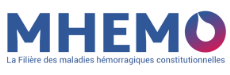 MHEMO
La Filière des maladies hémorragiques constitutionnelles